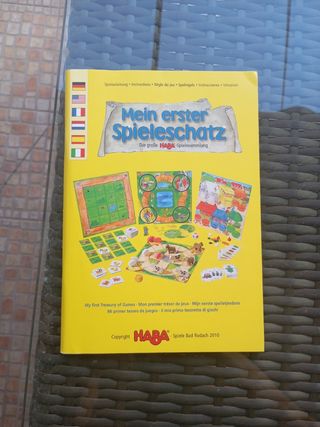 Spielanleitung • Instructions • Règle du jeu • Spelregels • Instrucciones • Istruzioni
Mein erster
Spieleschatz
Die große HABA-Spielesammlung
My first Treasury of Games • Mon premier trésor de jeux • Mijn eerste spelletjesdoos
Mi primer tesoro de juegos • Il mio primo tesoretto di giochi
Copyright HABA Spiele Bad Rodach 2010